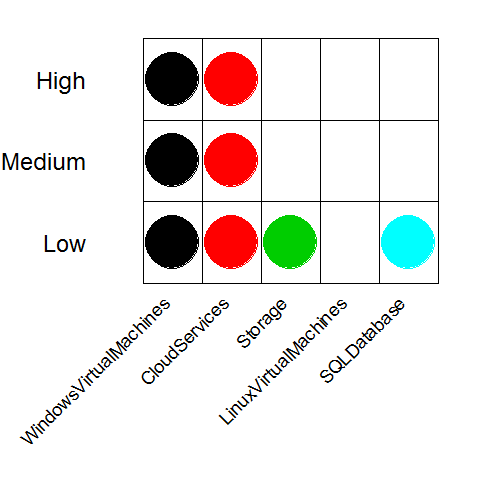 High
Medium
Low
WindowsVirtualMachines
CloudServices
Storage
LinuxVirtualMachines
SQLDatabase